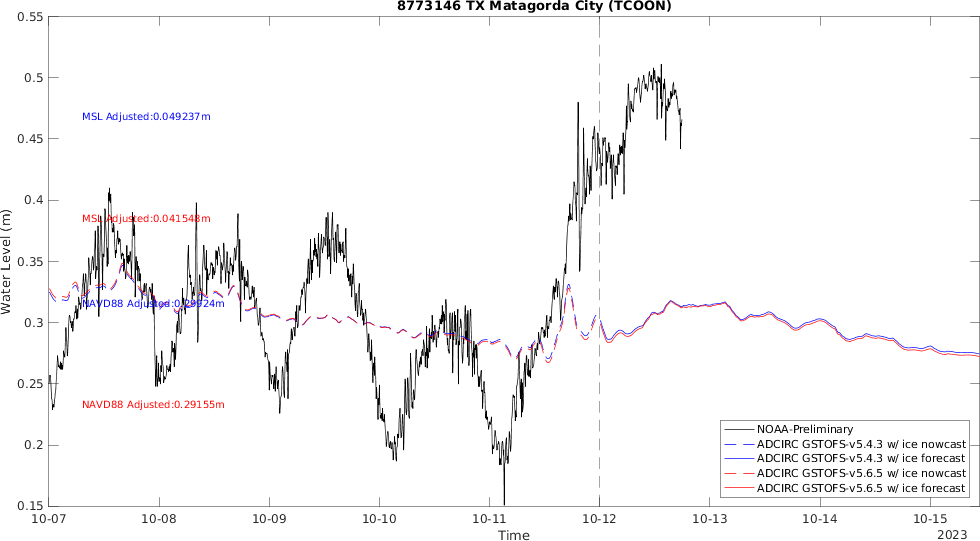 8773146 TX Matagorda City (TCOON)
0.55
0.5
0.45
0.4
0.35
0.3
0.25
0.2
0.15
Water Level (m)
MSL Adjusted:0.049237m
MSL Adjusted:0.041548m
NAVD88 Adjusted:0.29924m
NAVD88 Adjusted:0.29155m
NOAA-Preliminary
ADCIRC GSTOFS-v5.4.3 w/ ice nowcast
ADCIRC GSTOFS-v5.4.3 w/ ice forecast
ADCIRC GSTOFS-v5.6.5 w/ ice nowcast
ADCIRC GSTOFS-v5.6.5 w/ ice forecast
10-07 10-08 10-09 10-10 10-11 10-12 10-13 10-14 10-15
Time
2023